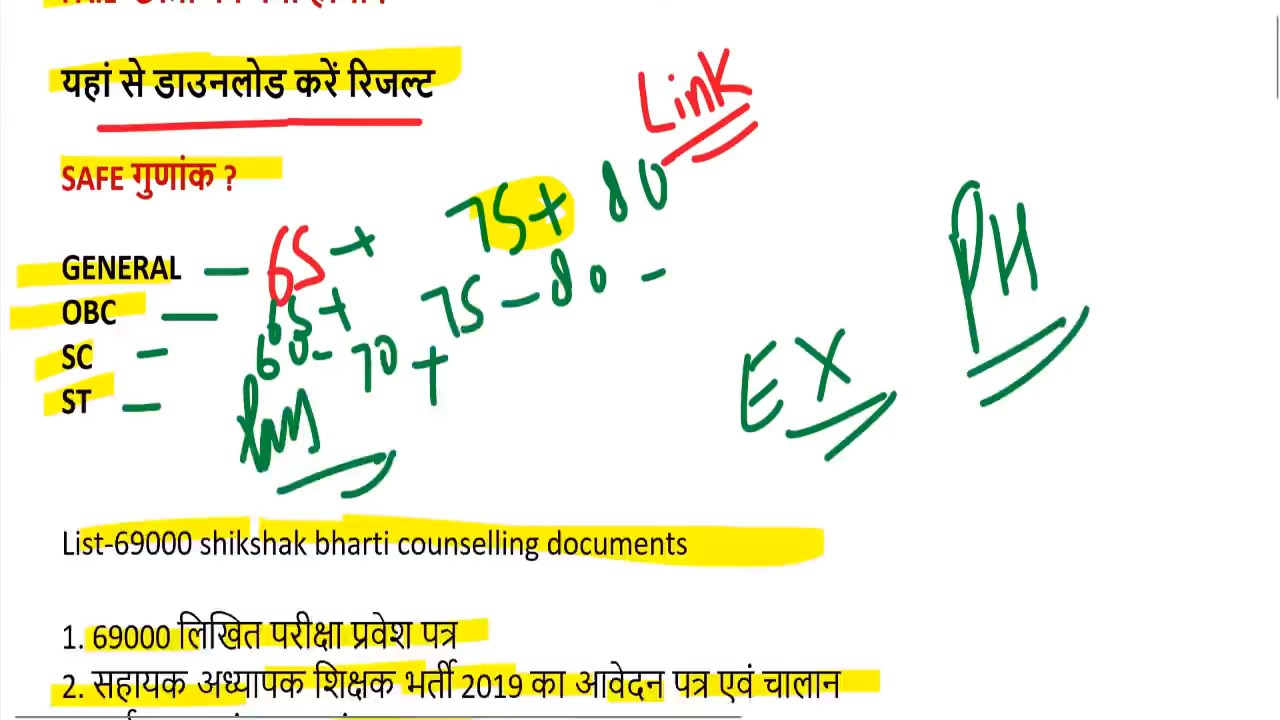 यहां से डाउनलोड करें रिजल्ट
Link
SAFE गुणांक ?
75+ 80
PH
GENERAL — 65+
OBC — 65+ 75-80 -
SC - 60-70+
EX
ST —
List-69000 shikshak bharti counselling documents
1. 69000 लिखित परीक्षा प्रवेश पत्र
2. सहायक अध्यापक शिक्षक भर्ती 2019 का आवेदन पत्र एवं चालान